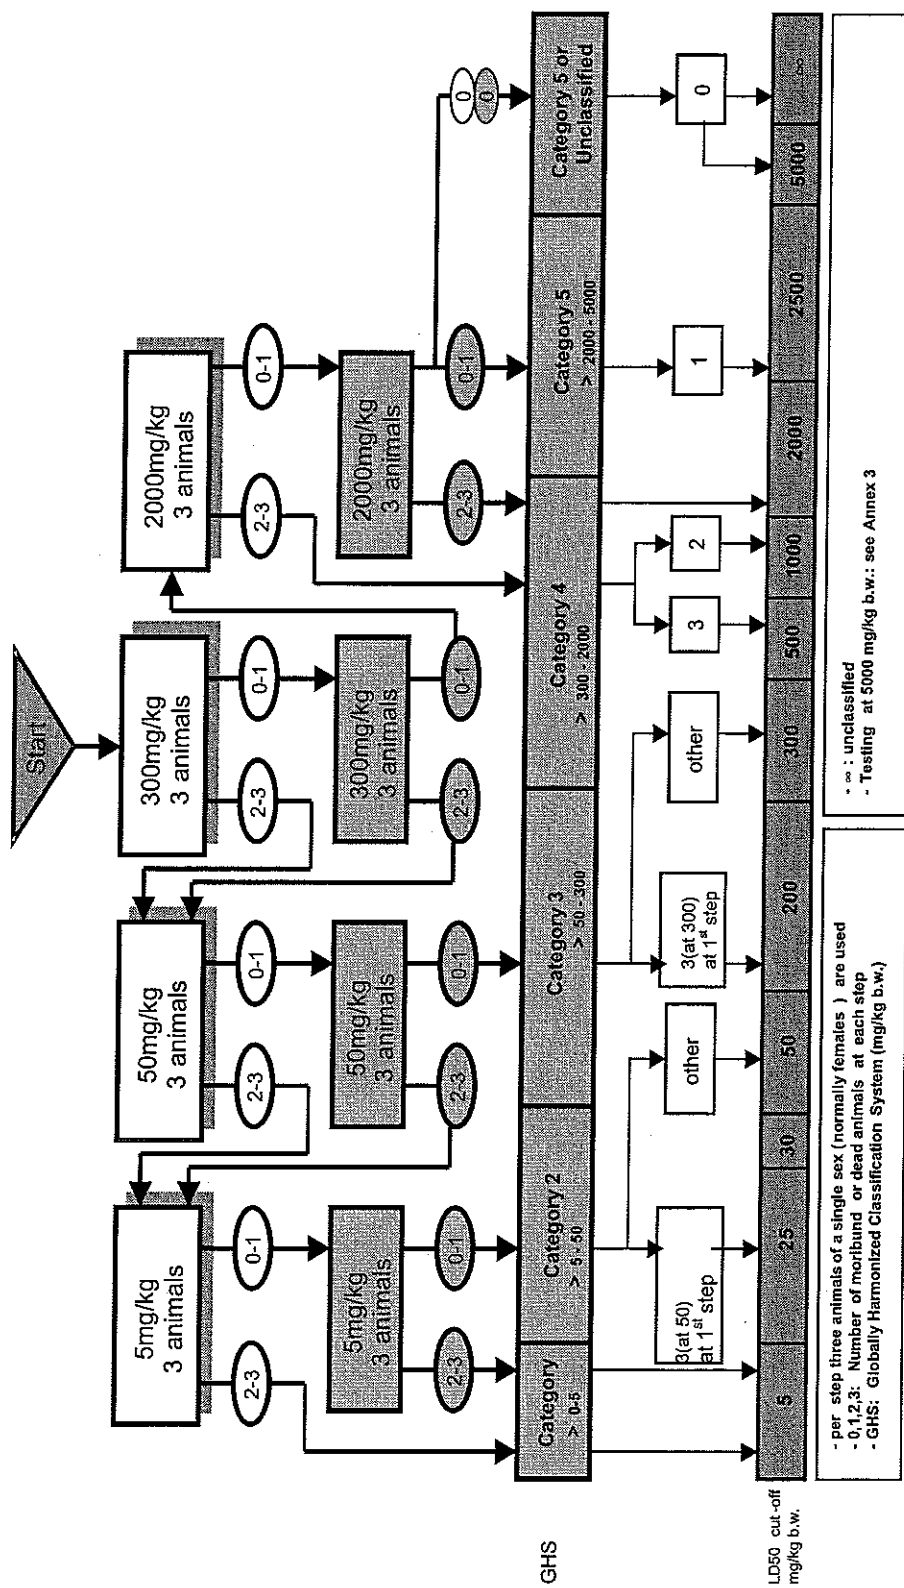 Start
5mg/kg
3 animals
50mg/kg
3 animals
300mg/kg
3 animals
2000mg/kg
3 animals
2-3
0-1
2-3
0-1
2-3
0-1
2-3
0-1
5mg/kg
3 animals
50mg/kg
3 animals
300mg/kg
3 animals
2000mg/kg
3 animals
2-3
0-1
2-3
0-1
2-3
0-1
2-3
0-1
0
0
GHS
Category
> 0-5
Category 2
> 5 - 50
Category 3
> 50 - 300
Category 4
> 300 - 2000
Category 5
> 2000 - 5000
Category 5 or
Unclassified
3(at 50)
at 1st step
other
3(at 300)
at 1st step
other
3
2
1
0
LD50 cut-off
mg/kg b.w.
5
25
30
50
200
300
500
1000
2000
2500
5000
∞
- per step three animals of a single sex (normally females ) are used
- 0,1,2,3: Number of moribund or dead animals at each step
- GHS: Globally Harmonized Classification System (mg/kg b.w.)
- ∞ : unclassified
- Testing at 5000 mg/kg b.w.: see Annex 3